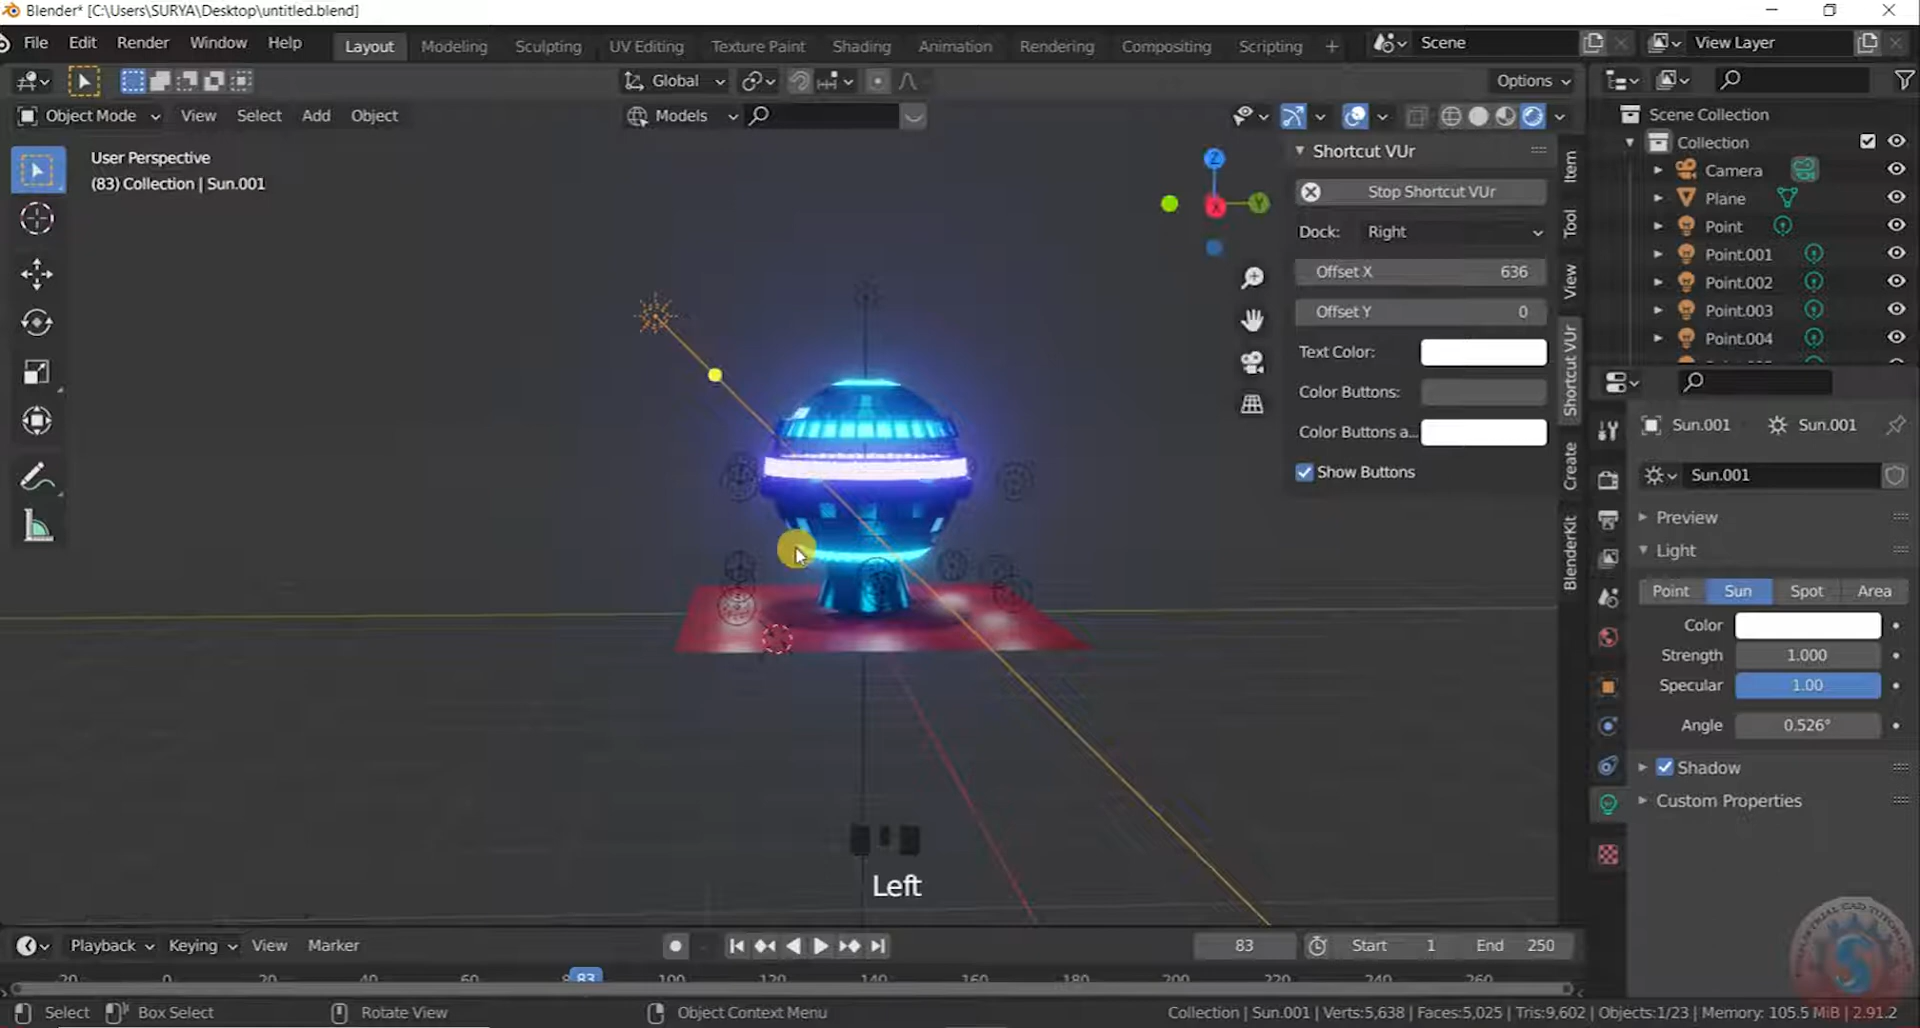 Blender* [C:\Users\SURYA\Desktop\untitled.blend]
File Edit Render Window Help Layout Modeling Sculpting UV Editing Texture Paint Shading Animation Rendering Compositing Scripting + Scene View Layer
Global Options
Object Mode View Select Add Object Models
User Perspective
(83) Collection | Sun.001
Z
X
Y
Shortcut VUr
Stop Shortcut VUr
Dock: Right
Offset X 636
Offset Y 0
Text Color:
Color Buttons:
Color Buttons a...
Show Buttons
Item
Tool
View
Shortcut VUr
Create
BlenderKit
Scene Collection
Collection
Camera
Plane
Point
Point.001
Point.002
Point.003
Point.004
Sun.001 Sun.001
Sun.001
Preview
Light
Point Sun Spot Area
Color
Strength 1.000
Specular 1.00
Angle 0.526°
Shadow
Custom Properties
Left
Playback Keying View Marker 83 Start 1 End 250
-20 0 20 40 60 83 100 120 140 160 180 200 220 240 260
Select Box Select Rotate View Object Context Menu Collection | Sun.001 | Verts:5,638 | Faces:5,025 | Tris:9,602 | Objects:1/23 | Memory: 105.5 MiB | 2.91.2